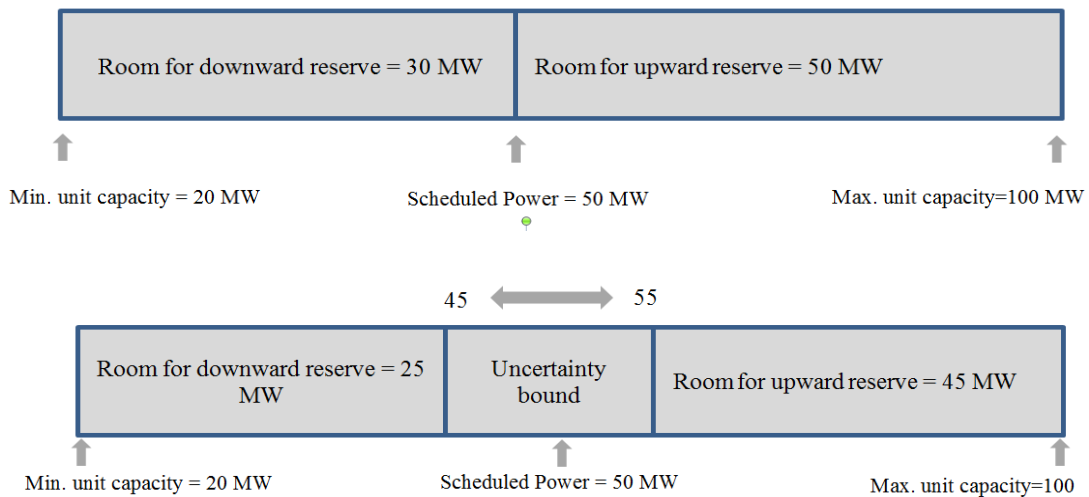 Room for downward reserve = 30 MW
Room for upward reserve = 50 MW
Min. unit capacity = 20 MW
Scheduled Power = 50 MW
Max. unit capacity=100 MW
45
55
Room for downward reserve = 25
MW
Uncertainty
bound
Room for upward reserve = 45 MW
Min. unit capacity = 20 MW
Scheduled Power = 50 MW
Max. unit capacity=100